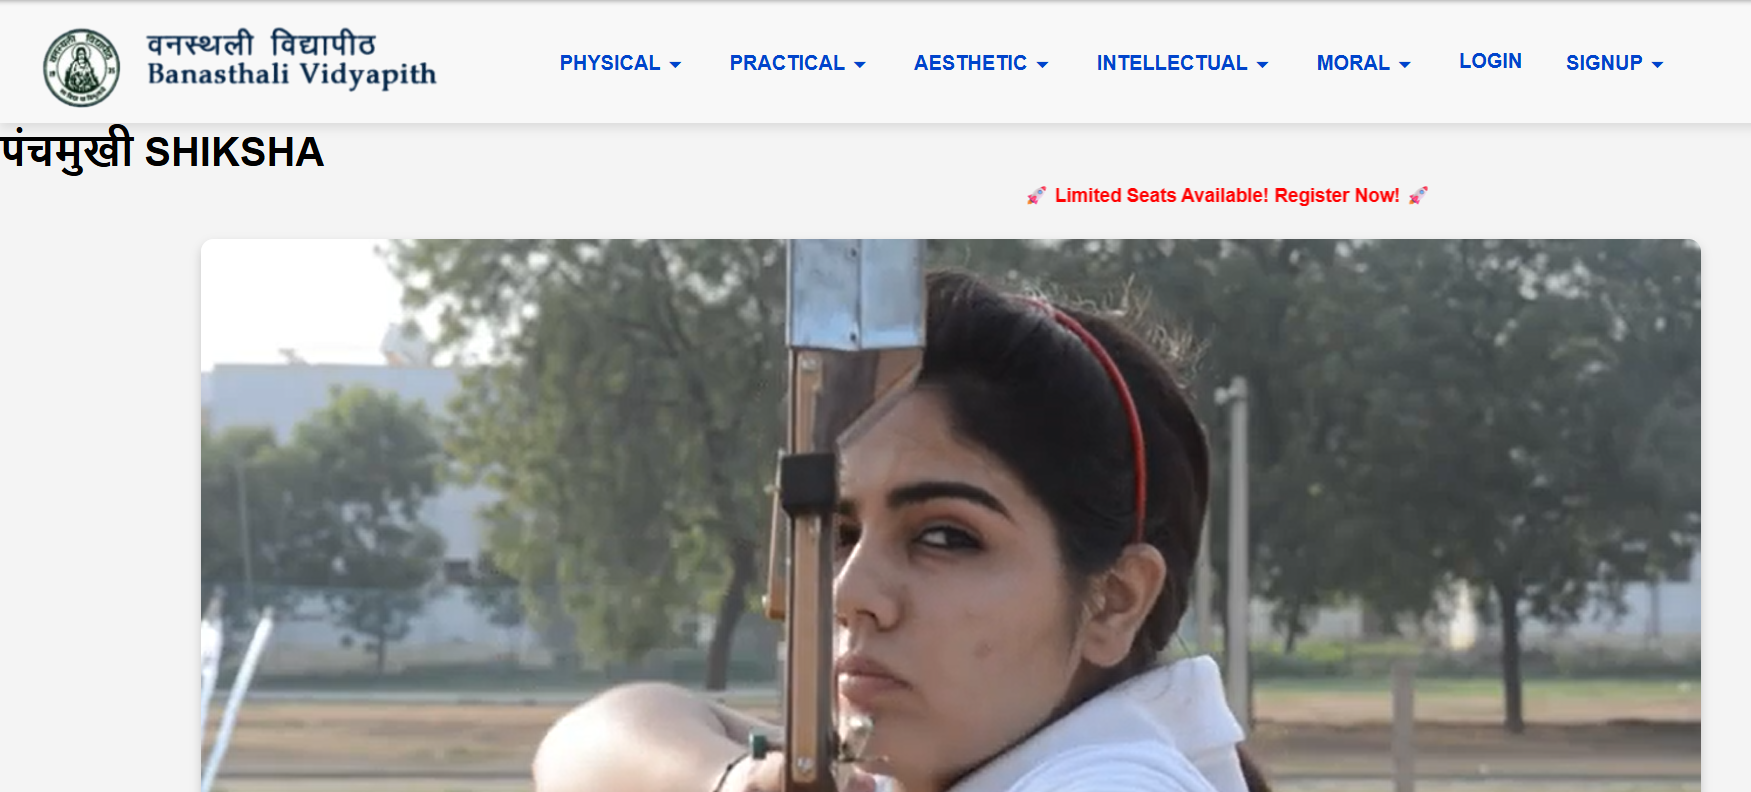 वनस्थली विद्यापीठ
Banasthali Vidyapith
PHYSICAL PRACTICAL AESTHETIC INTELLECTUAL MORAL LOGIN SIGNUP
पंचमुखी SHIKSHA
🚀 Limited Seats Available! Register Now! 🚀